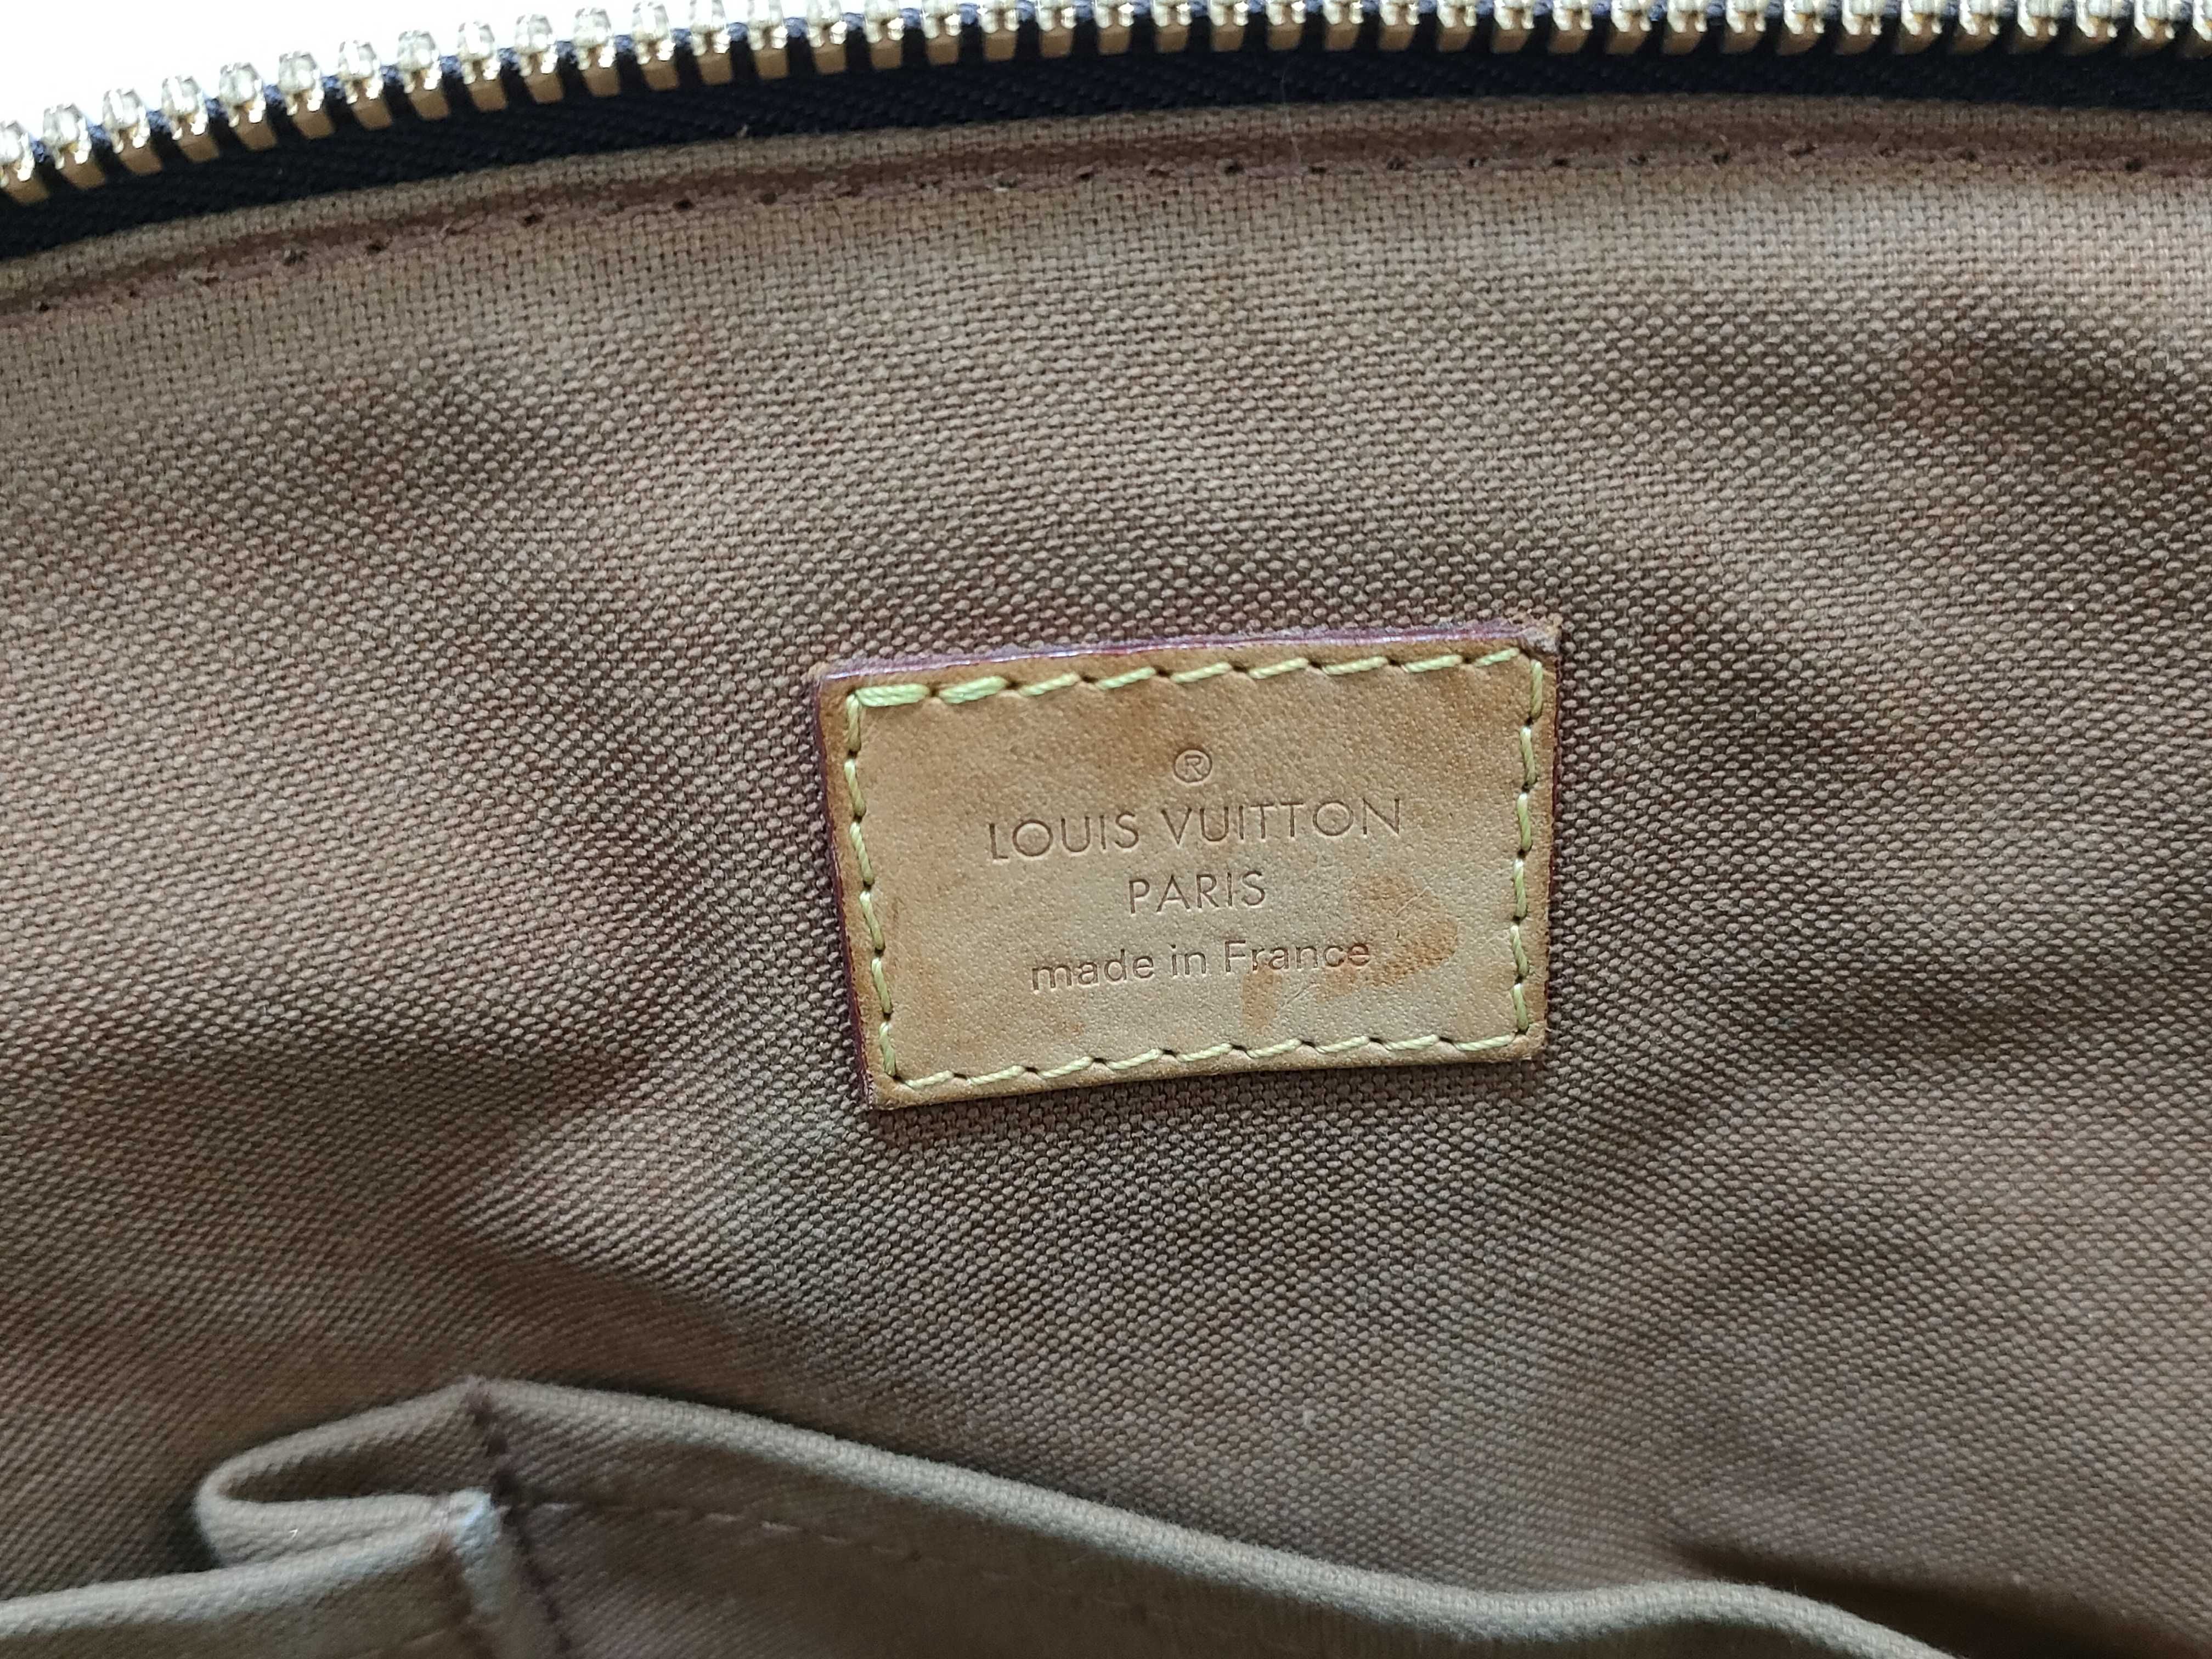 ®
LOUIS VUITTON
PARIS
made in France